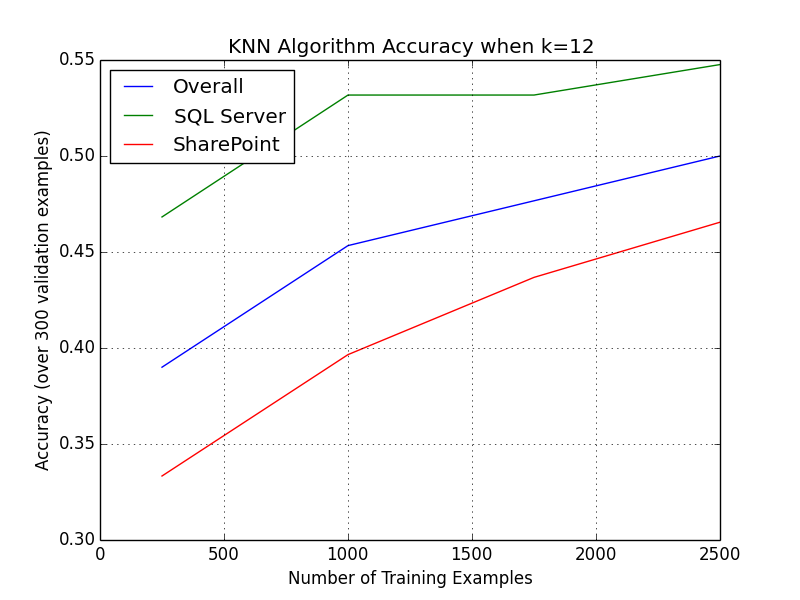 KNN Algorithm Accuracy when k=12
Overall
SQL Server
SharePoint
Accuracy (over 300 validation examples)
0.55
0.50
0.45
0.40
0.35
0.30
0 500 1000 1500 2000 2500
Number of Training Examples